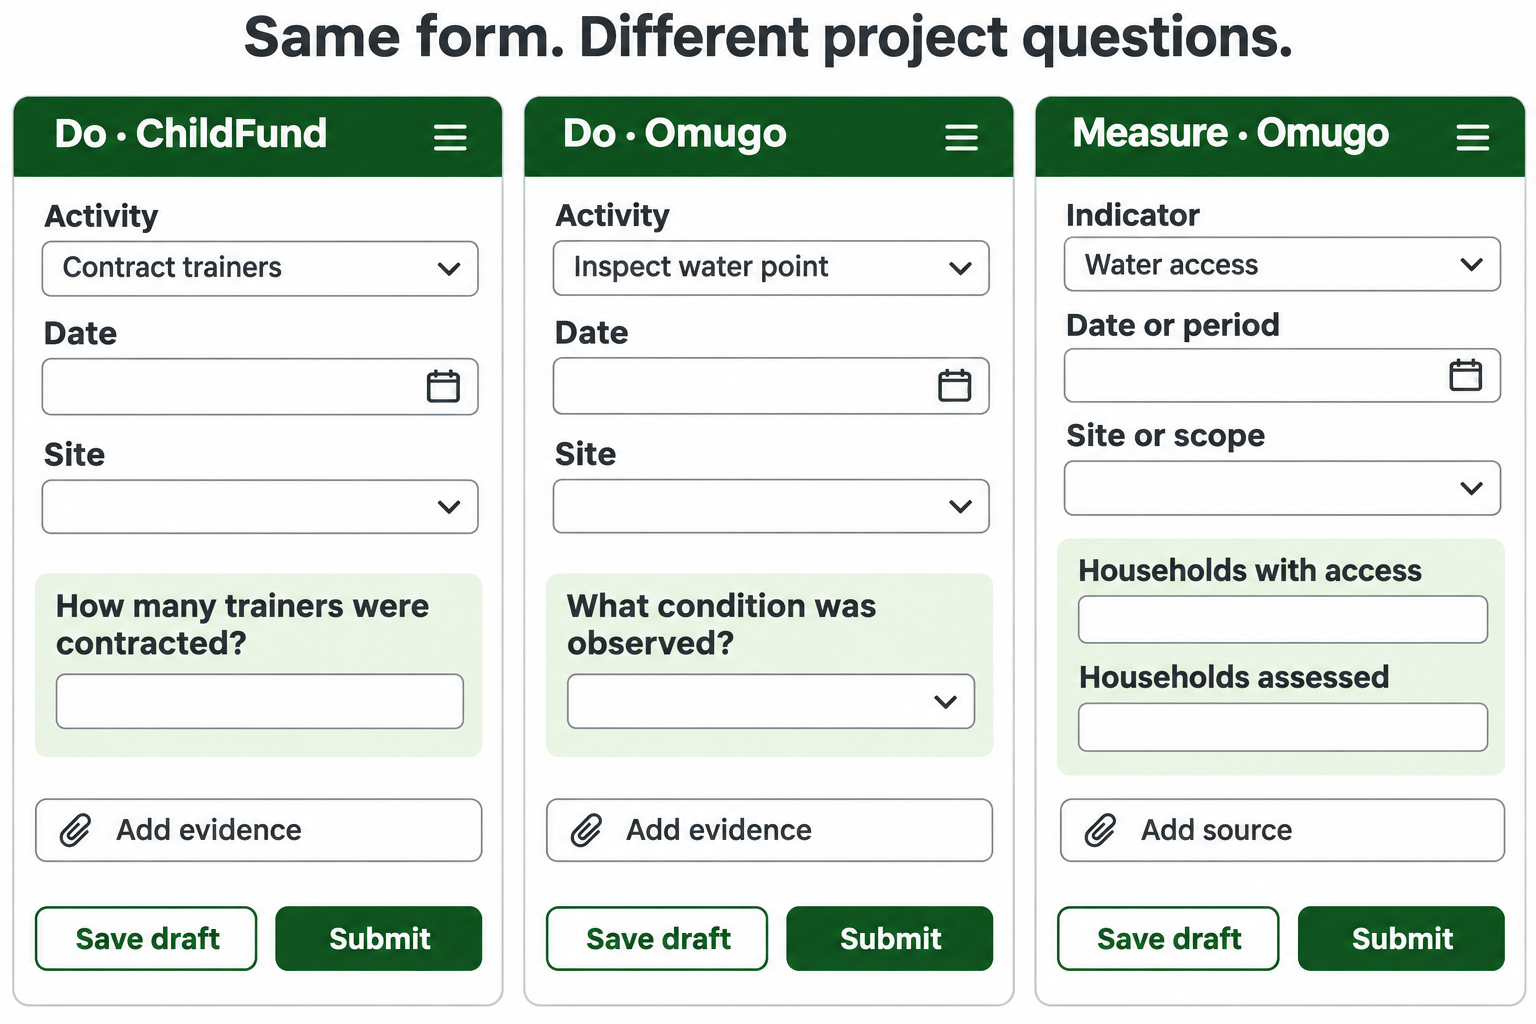 Same form. Different project questions.
Do · ChildFund
Activity
Contract trainers
Date
Site
How many trainers were
contracted?
Add evidence
Save draft
Submit
Do · Omugo
Activity
Inspect water point
Date
Site
What condition was
observed?
Add evidence
Save draft
Submit
Measure · Omugo
Indicator
Water access
Date or period
Site or scope
Households with access
Households assessed
Add source
Save draft
Submit